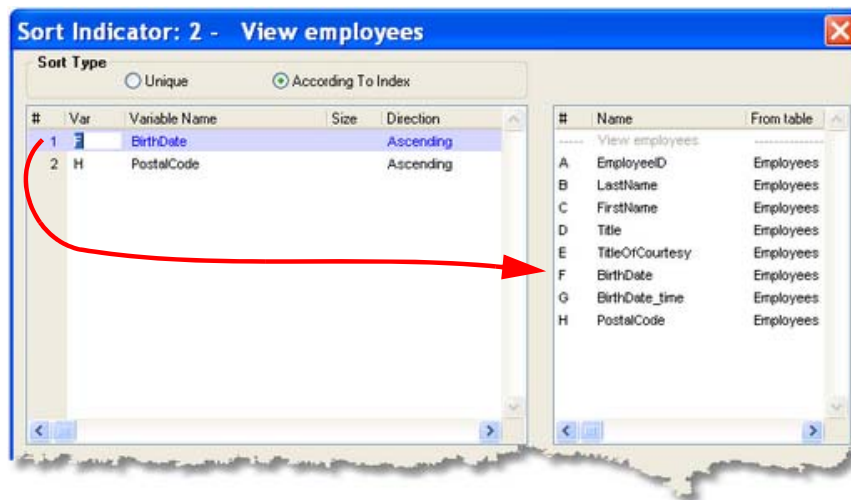 Sort Indicator: 2 - View employees
Sort Type
Unique According To Index
# Var Variable Name Size Direction
1 F BirthDate Ascending
2 H PostalCode Ascending
# Name From table
----- View employees --------------
A EmployeeID Employees
B LastName Employees
C FirstName Employees
D Title Employees
E TitleOfCourtesy Employees
F BirthDate Employees
G BirthDate_time Employees
H PostalCode Employees